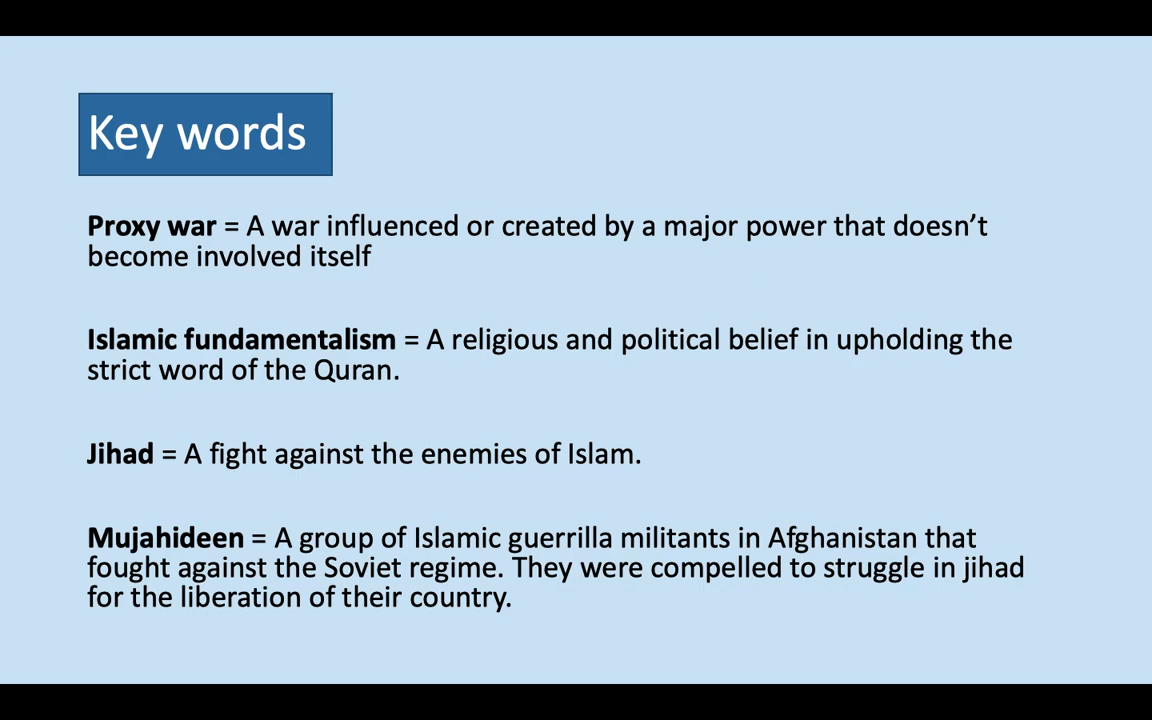 Key words
Proxy war = A war influenced or created by a major power that doesn’t
become involved itself
Islamic fundamentalism = A religious and political belief in upholding the
strict word of the Quran.
Jihad = A fight against the enemies of Islam.
Mujahideen = A group of Islamic guerrilla militants in Afghanistan that
fought against the Soviet regime. They were compelled to struggle in jihad
for the liberation of their country.